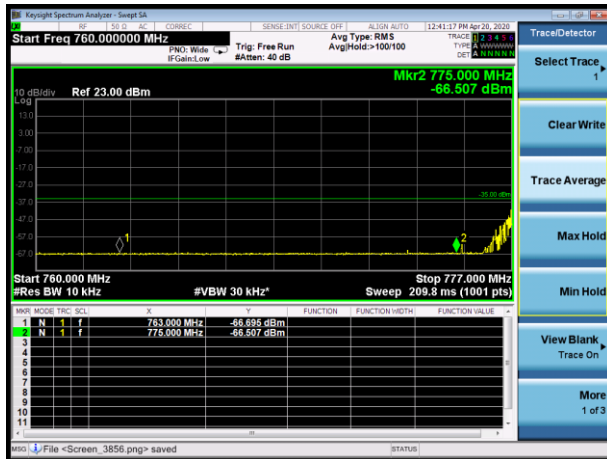 Keysight Spectrum Analyzer - Swept SA
RF 50 Ω AC CORREC SENSE:INT SOURCE OFF ALIGN AUTO 12:41:17 PM Apr 20, 2020
Start Freq 760.000000 MHz
PNO: Wide
IFGain:Low
Trig: Free Run
#Atten: 40 dB
Avg Type: RMS
Avg|Hold:>100/100
TRACE 1 2 3 4 5 6
TYPE A WWWWW
DET A N N N N N
Mkr2 775.000 MHz
-66.507 dBm
10 dB/div Ref 23.00 dBm
Log
13.0
3.00
-7.00
-17.0
-27.0
-37.0
-47.0
-57.0
-67.0
-35.00 dBm
1
2
Start 760.000 MHz
#Res BW 10 kHz
#VBW 30 kHz*
Stop 777.000 MHz
Sweep 209.8 ms (1001 pts)
MKR MODE TRC SCL X Y FUNCTION FUNCTION WIDTH FUNCTION VALUE
1 N 1 f 763.000 MHz -66.695 dBm
2 N 1 f 775.000 MHz -66.507 dBm
3
4
5
6
7
8
9
10
11
MSG File <Screen_3856.png> saved STATUS
Trace/Detector
Select Trace
1
Clear Write
Trace Average
Max Hold
Min Hold
View Blank
Trace On
More
1 of 3